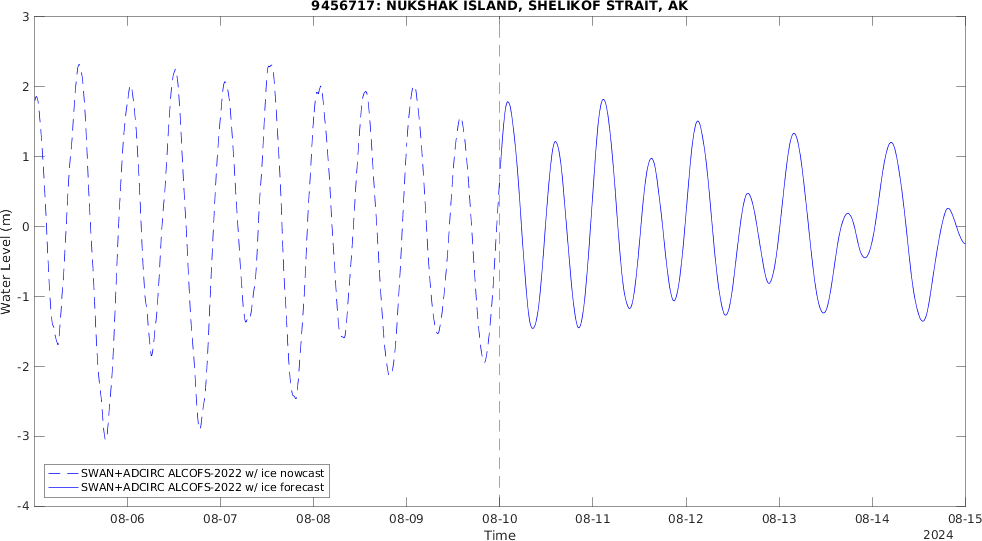 9456717: NUKSHAK ISLAND, SHELIKOF STRAIT, AK
3
2
1
0
-1
-2
-3
-4
Water Level (m)
SWAN+ADCIRC ALCOFS-2022 w/ ice nowcast
SWAN+ADCIRC ALCOFS-2022 w/ ice forecast
08-06 08-07 08-08 08-09 08-10 08-11 08-12 08-13 08-14 08-15
Time
2024